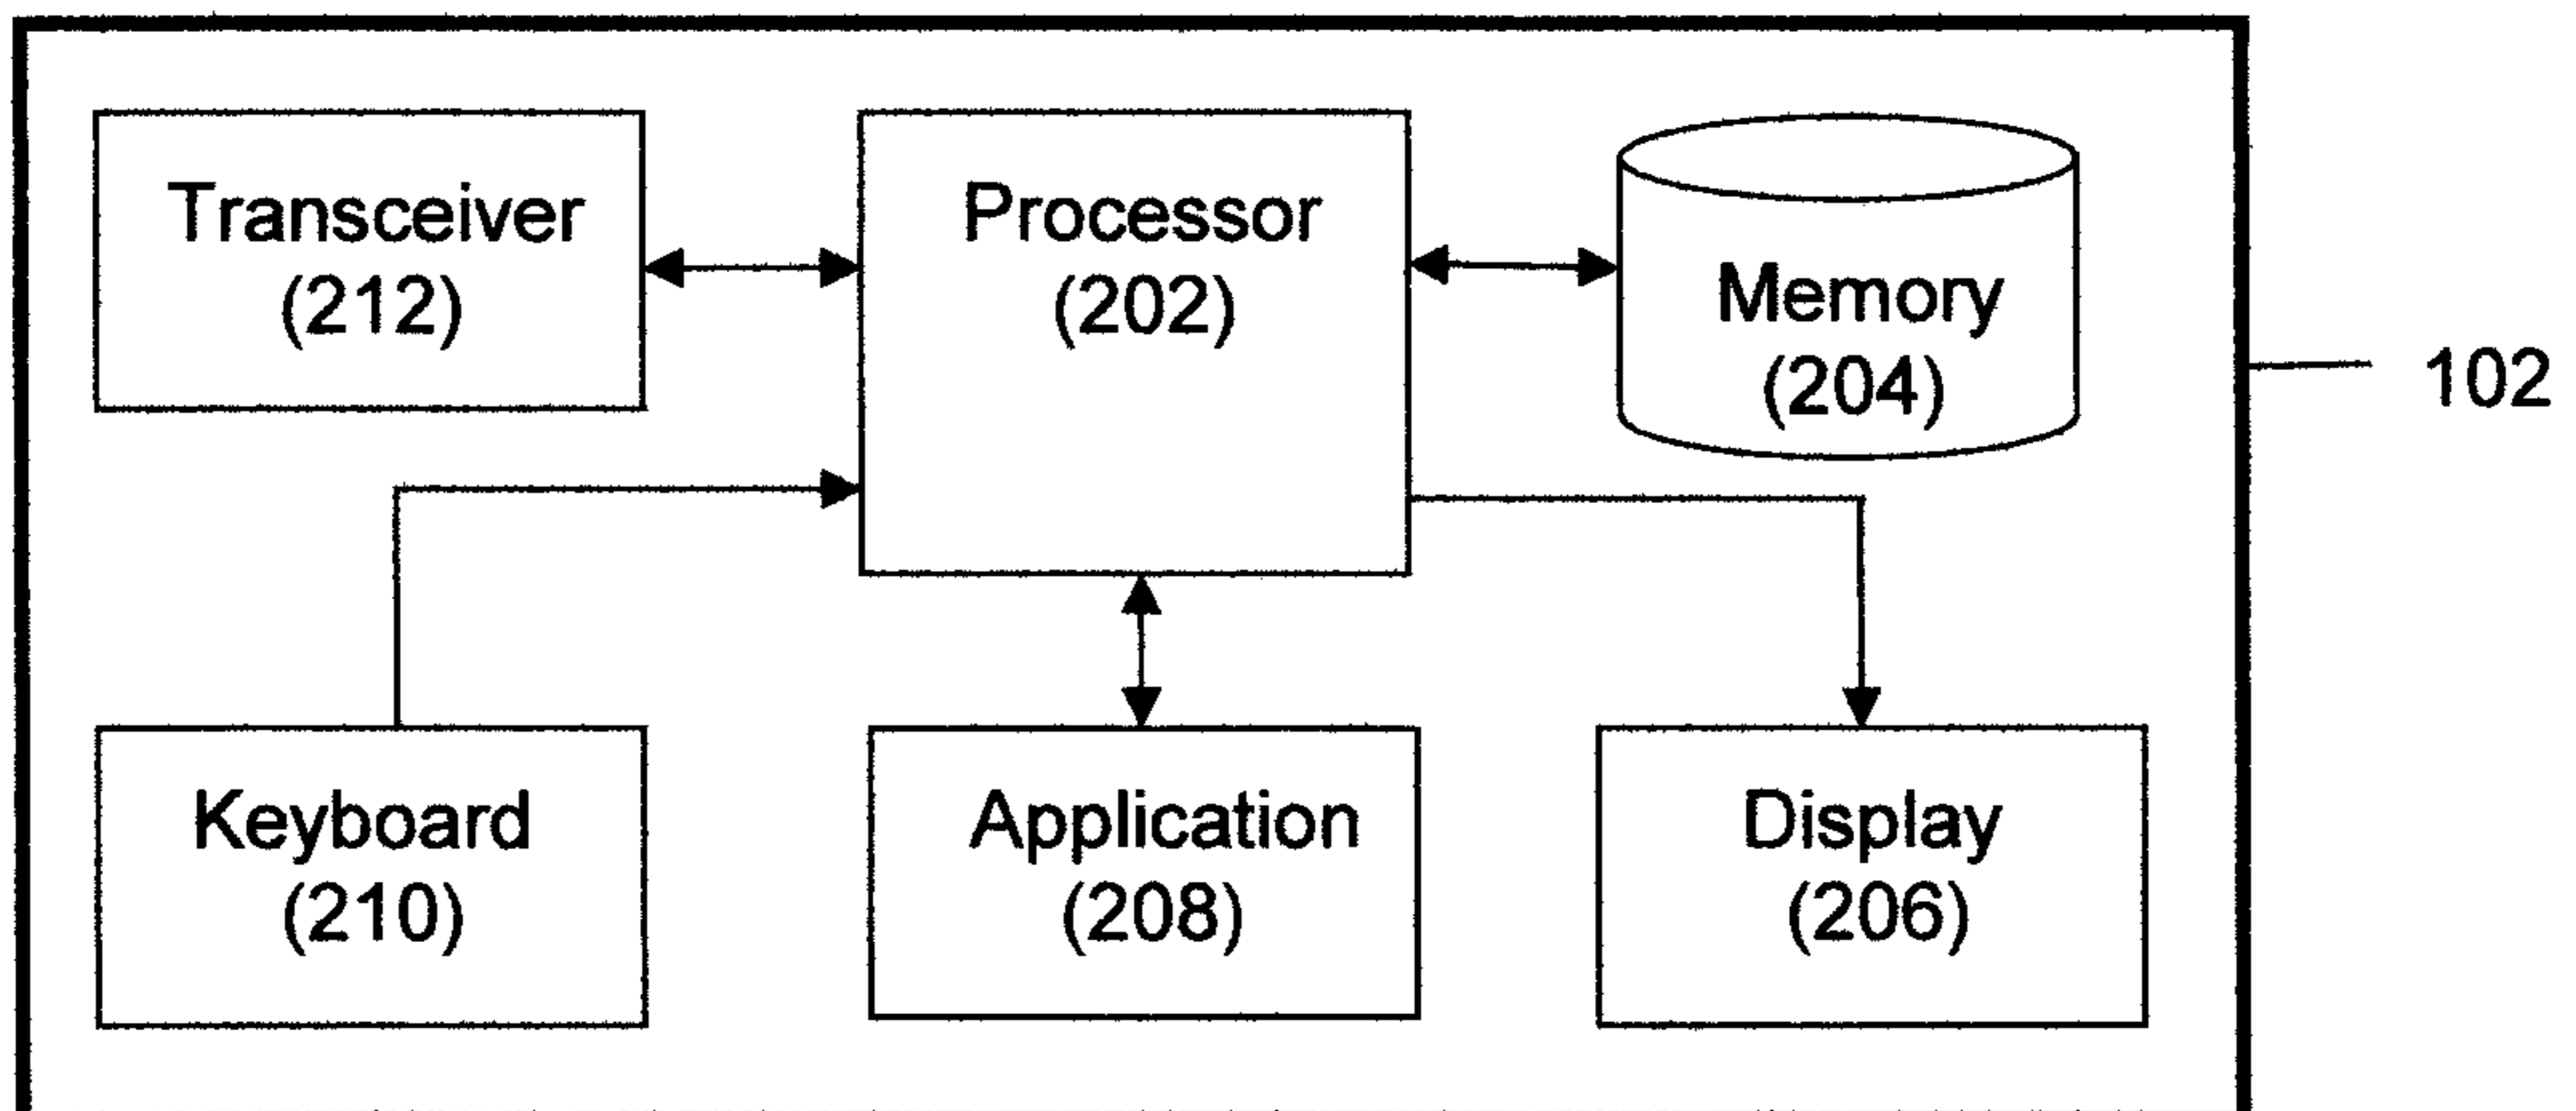 Transceiver
(212)
Processor
(202)
Memory
(204)
102
Keyboard
(210)
Application
(208)
Display
(206)